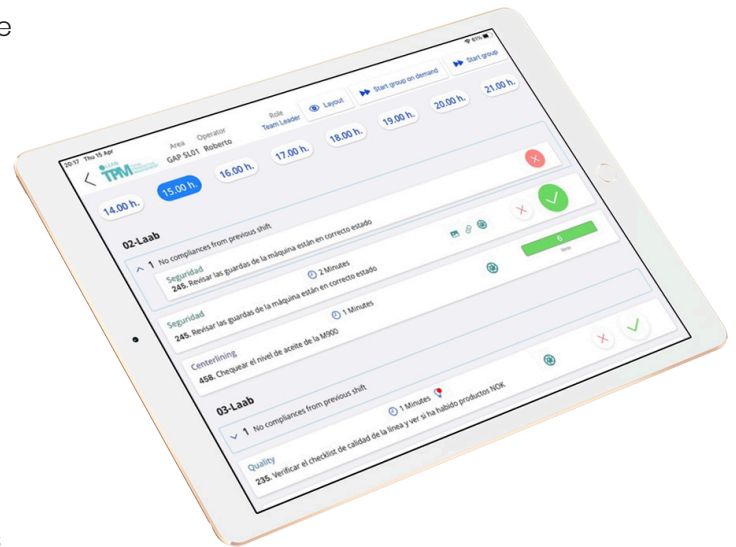 e
20:17 Thu 15 Apr
61%
LEAN
TPM
Area
GAP SL01
Operator
Roberto
Role
Team Leader
Layout
Start group on demand
Start group
14.00 h.
15.00 h.
16.00 h.
17.00 h.
18.00 h.
19.00 h.
20.00 h.
21.00 h.
02-Laab
1 No compliances from previous shift
Seguridad
245. Revisar las guardas de la máquina están en correcto estado
Seguridad
2 Minutes
245. Revisar las guardas de la máquina están en correcto estado
Centerlining
1 Minutes
6
458. Chequear el nivel de aceite de la M900
03-Laab
1 No compliances from previous shift
Quality
1 Minutes
235. Verificar el checklist de calidad de la línea y ver si ha habido productos NOK